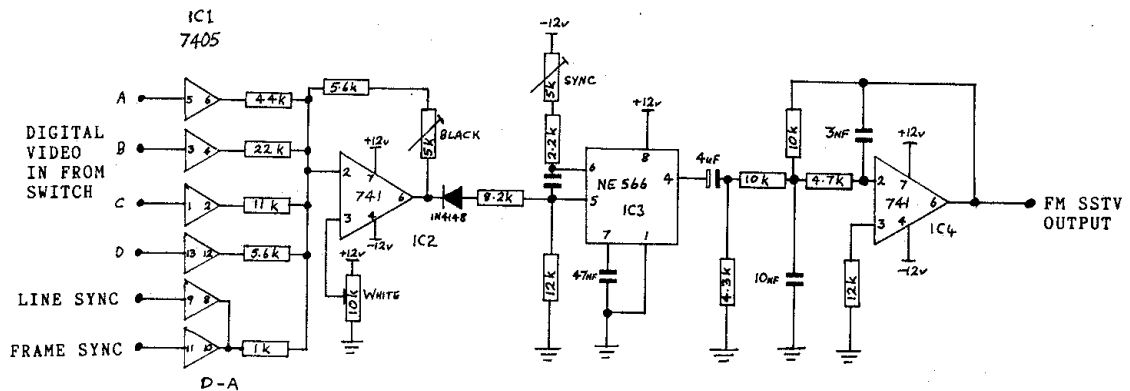 IC1
7405
A
5 6
44k
DIGITAL
VIDEO
IN FROM
SWITCH
B
3 4
22k
C
1 2
11k
D
13 12
5.6k
LINE SYNC
9 8
FRAME SYNC
11 10
1k
D-A
5.6k
5k
BLACK
+12v
2
7
741
6
3
4
-12v
IC2
+12v
10k
WHITE
1N4148
8.2k
-12v
5k
SYNC
2.2k
12k
+12v
8
6
NE 566
4
5
IC3
7
1
47NF
4uF
4.3k
10k
10k
4.7k
10NF
3NF
+12v
2
7
741
6
3
4
IC4
-12v
12k
FM SSTV
OUTPUT